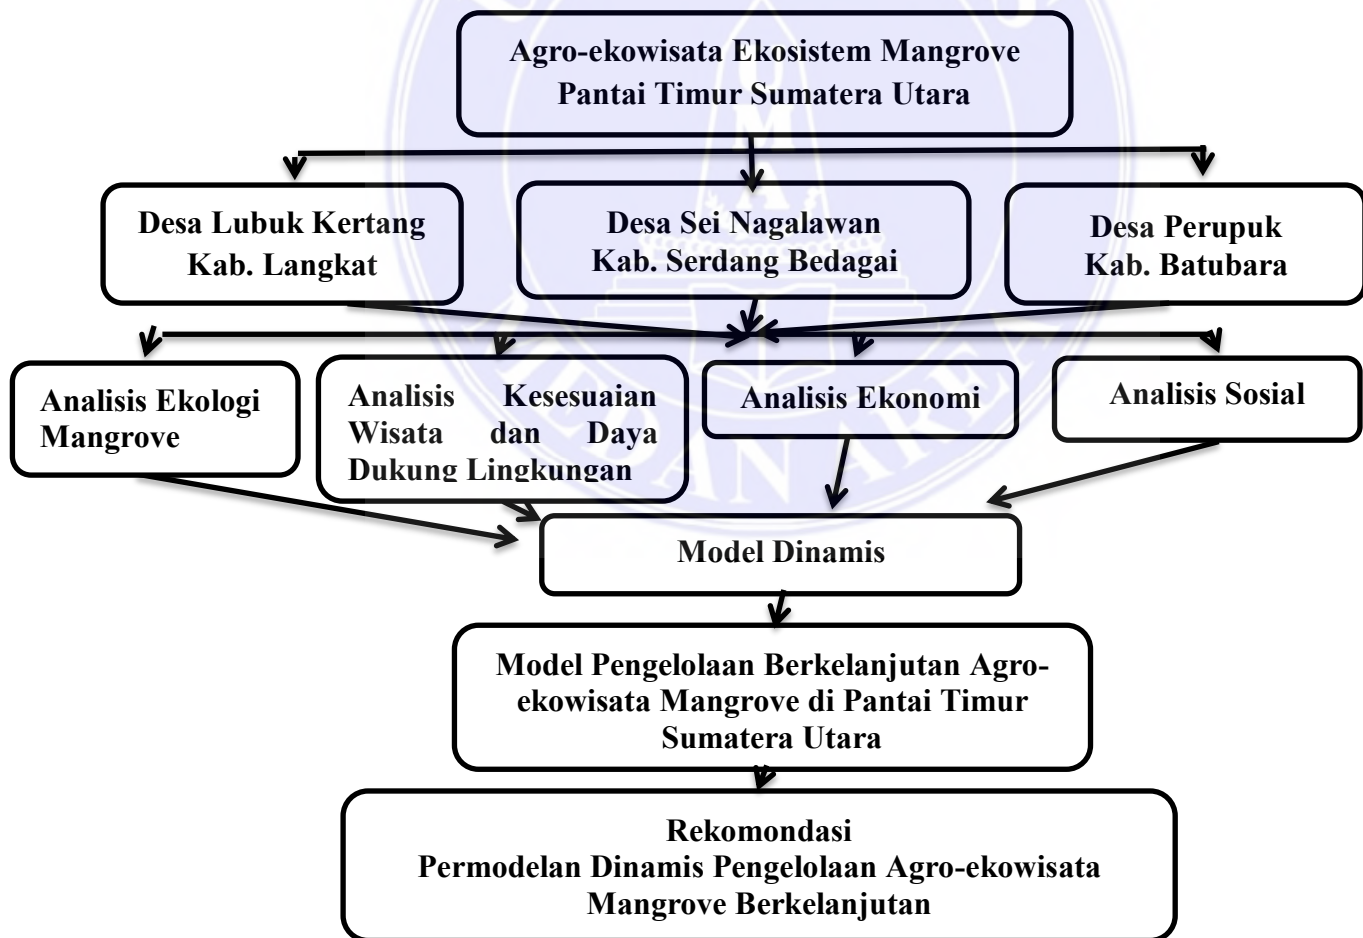 Agro-ekowisata Ekosistem Mangrove
Pantai Timur Sumatera Utara
Desa Lubuk Kertang
Kab. Langkat
Desa Sei Nagalawan
Kab. Serdang Bedagai
Desa Perupuk
Kab. Batubara
Analisis Ekologi
Mangrove
Analisis Kesesuaian
Wisata dan Daya
Dukung Lingkungan
Analisis Ekonomi
Analisis Sosial
Model Dinamis
Model Pengelolaan Berkelanjutan Agro-
ekowisata Mangrove di Pantai Timur
Sumatera Utara
Rekomondasi
Permodelan Dinamis Pengelolaan Agro-ekowisata
Mangrove Berkelanjutan
MEDAN AREA